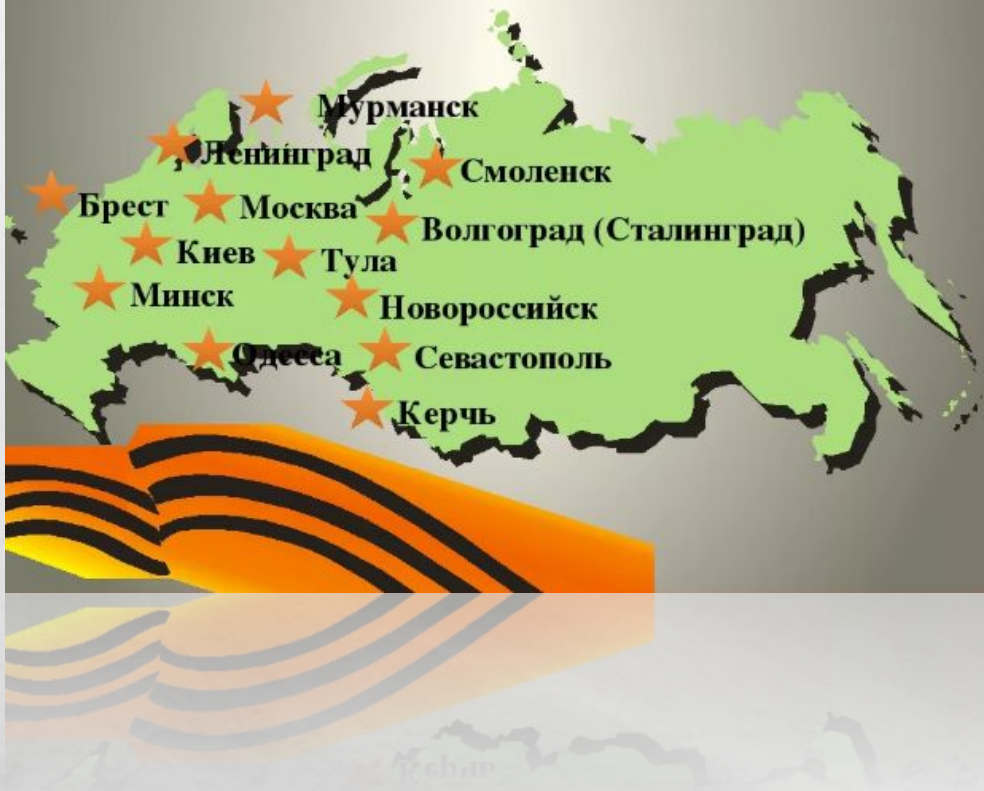 Мурманск
Ленинград
Смоленск
Брест
Москва
Волгоград (Сталинград)
Киев
Тула
Минск
Новороссийск
Одесса
Севастополь
Керчь